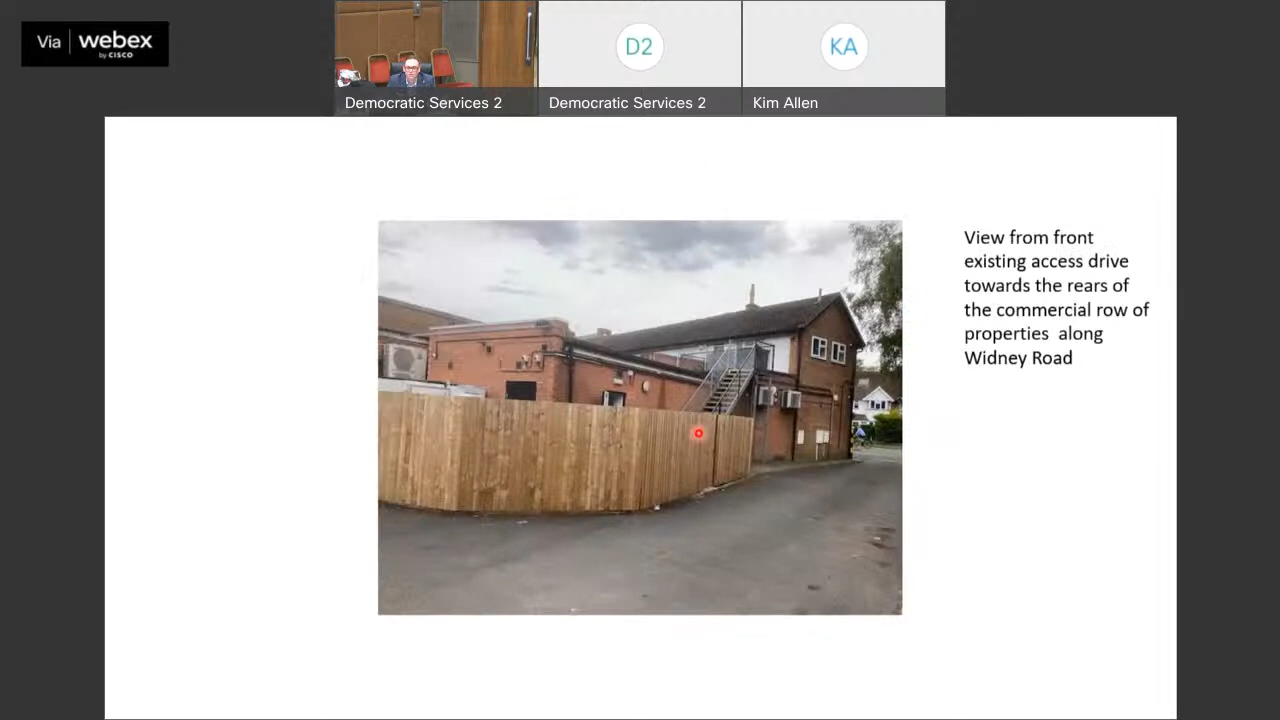 Via webex
by CISCO
D2
KA
Democratic Services 2
Democratic Services 2
Kim Allen
View from front
existing access drive
towards the rears of
the commercial row of
properties along
Widney Road